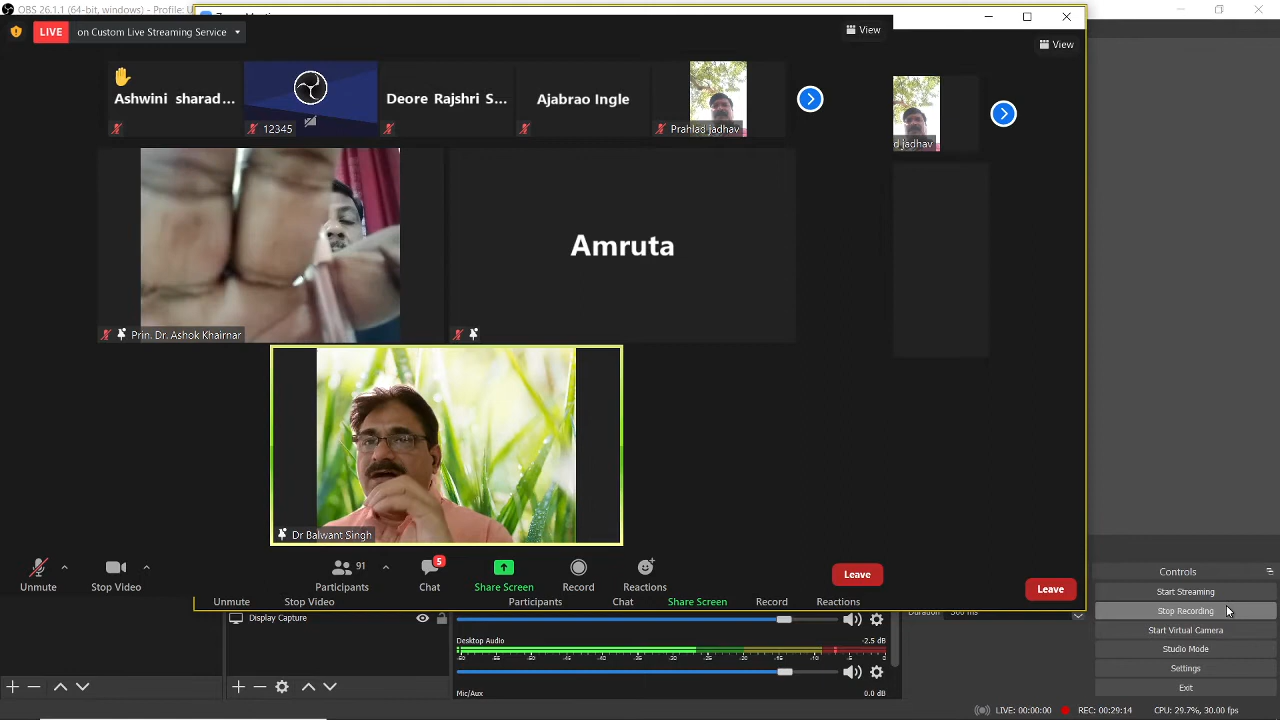 OBS 26.1.1 (64-bit, windows) - Profile: U
LIVE on Custom Live Streaming Service
View
View
Ashwini sharad...
12345
Deore Rajshri S...
Ajabrao Ingle
Prahlad jadhav
d jadhav
Prin. Dr. Ashok Khairnar
Amruta
Dr Balwant Singh
Unmute
Stop Video
91
Participants
5
Chat
Share Screen
Record
Reactions
Leave
Leave
Unmute
Stop Video
Participants
Chat
Share Screen
Record
Reactions
Display Capture
Desktop Audio
-2.5 dB
Mic/Aux
0.0 dB
Duration
300 ms
Controls
Start Streaming
Stop Recording
Start Virtual Camera
Studio Mode
Settings
Exit
LIVE: 00:00:00
REC: 00:29:14
CPU: 29.7%, 30.00 fps